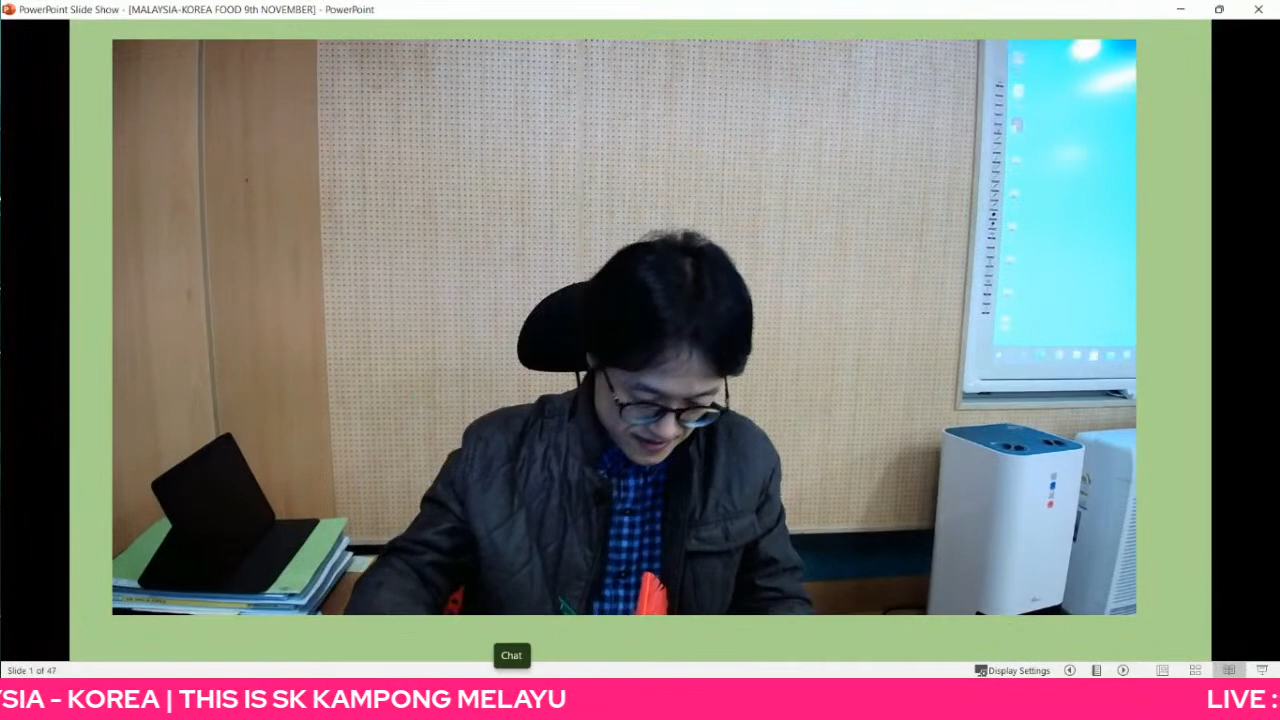 PowerPoint Slide Show - [MALAYSIA-KOREA FOOD 9th NOVEMBER] - PowerPoint
Chat
Slide 1 of 47
Display Settings
YSIA - KOREA | THIS IS SK KAMPONG MELAYU
LIVE :